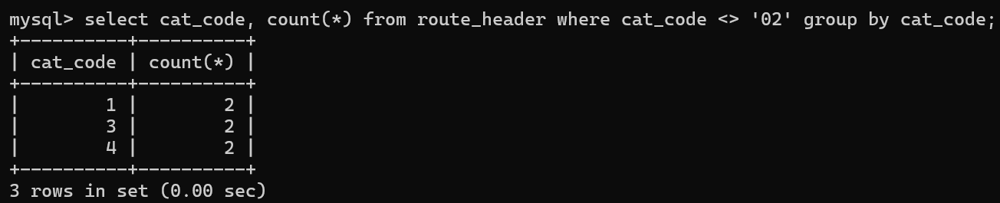 mysql> select cat_code, count(*) from route_header where cat_code <> '02' group by cat_code;
+----------+----------+
| cat_code | count(*) |
+----------+----------+
|        1 |        2 |
|        3 |        2 |
|        4 |        2 |
+----------+----------+
3 rows in set (0.00 sec)